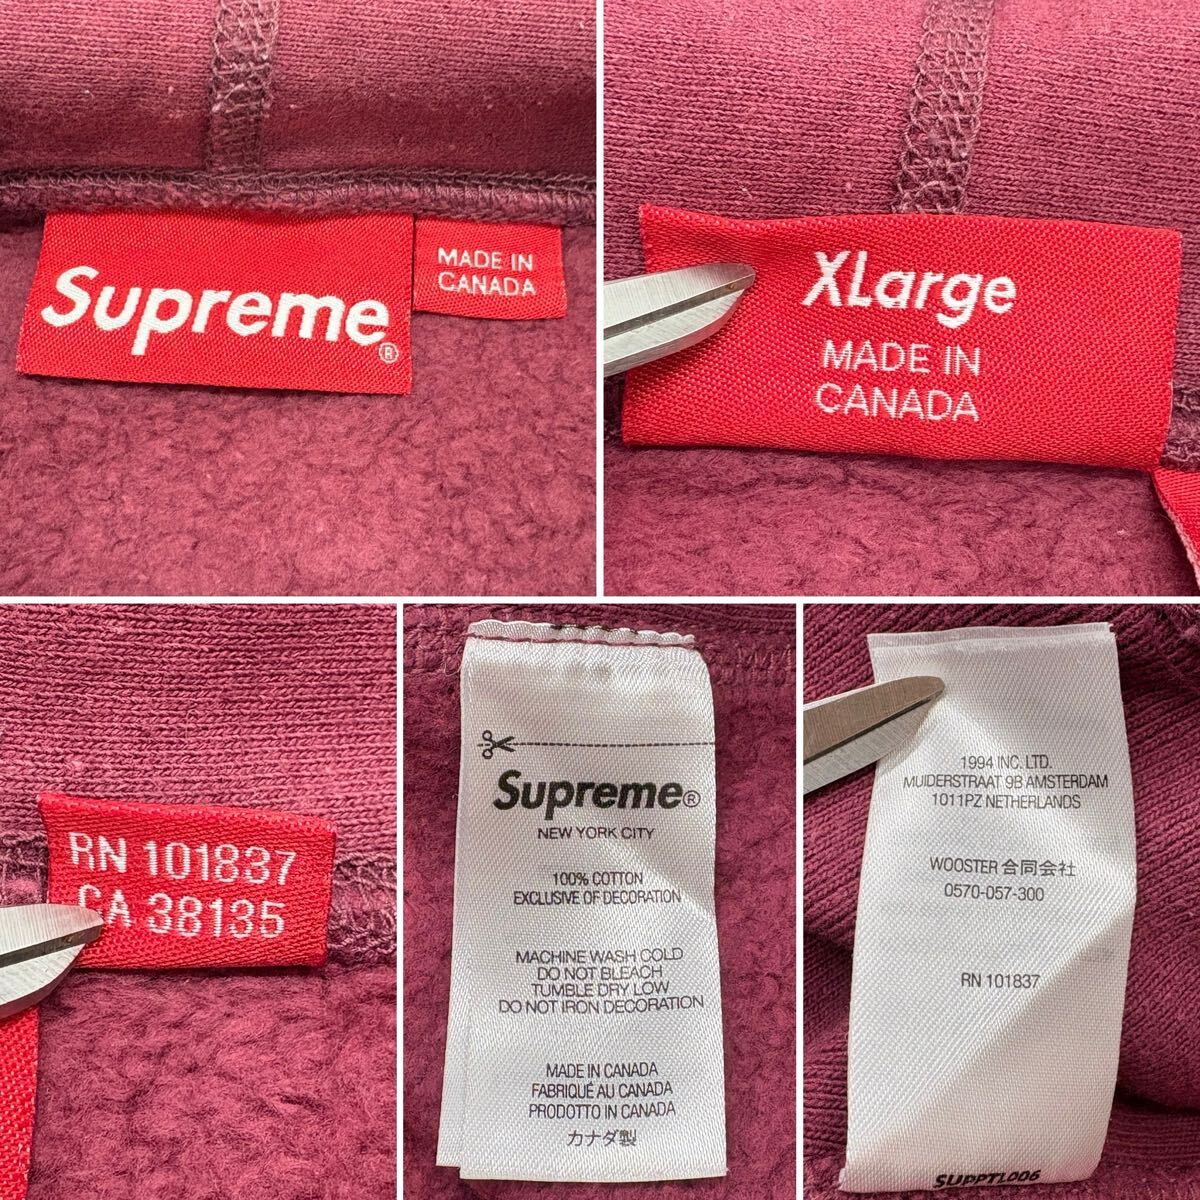 Supreme®
MADE IN
CANADA
XLarge
MADE IN
CANADA
RN 101837
CA 38135
Supreme®
NEW YORK CITY
100% COTTON
EXCLUSIVE OF DECORATION
MACHINE WASH COLD
DO NOT BLEACH
TUMBLE DRY LOW
DO NOT IRON DECORATION
MADE IN CANADA
FABRIQUÉ AU CANADA
PRODOTTO IN CANADA
カナダ製
1994 INC. LTD.
MUIDERSTRAAT 9B AMSTERDAM
1011PZ NETHERLANDS
WOOSTER 合同会社
0570-057-300
RN 101837
SUPPTL006